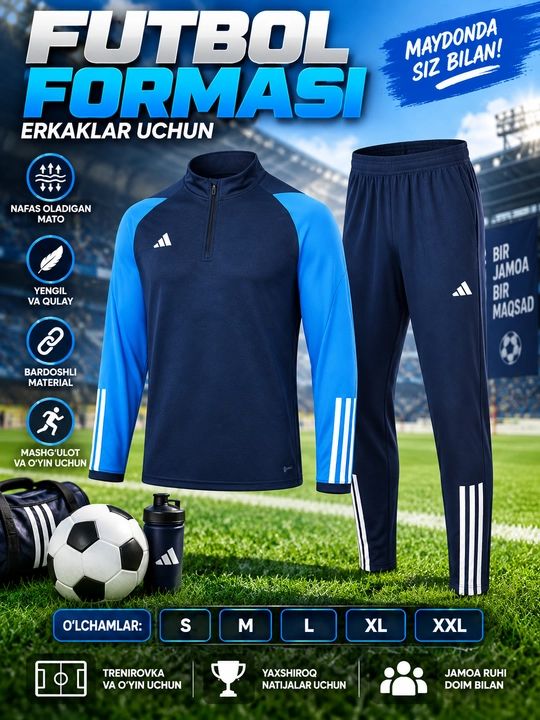 FUTBOL
FORMASI
ERKAKLAR UCHUN
MAYDONDA
SIZ BILAN!
NAFAS OLADIGAN
MATO
YENGIL
VA QULAY
BARDOSHLI
MATERIAL
MASHG'ULOT
VA O'YIN UCHUN
BIR
JAMOA
BIR
MAQSAD
O'LCHAMLAR:
S
M
L
XL
XXL
TRENIROVKA
VA O'YIN UCHUN
YAXSHIROQ
NATIJALAR UCHUN
JAMOA RUHI
DOIM BILAN